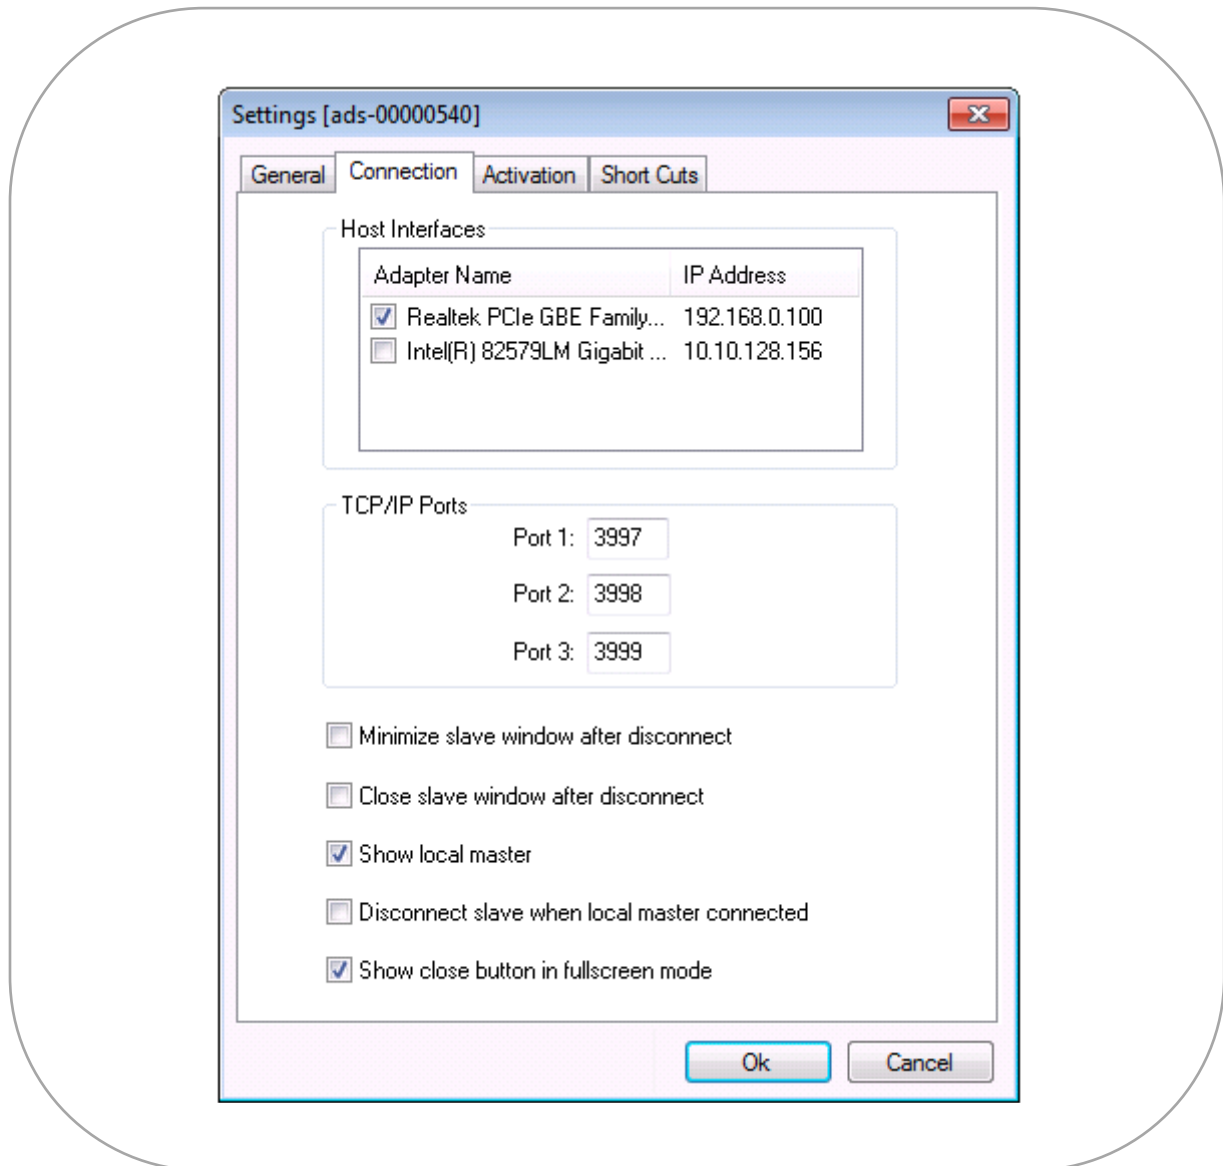 Settings [ads-00000540]
General Connection Activation Short Cuts
Host Interfaces
Adapter Name IP Address
Realtek PCIe GBE Family... 192.168.0.100
Intel(R) 82579LM Gigabit ... 10.10.128.156
TCP/IP Ports
Port 1: 3997
Port 2: 3998
Port 3: 3999
Minimize slave window after disconnect
Close slave window after disconnect
Show local master
Disconnect slave when local master connected
Show close button in fullscreen mode
Ok Cancel